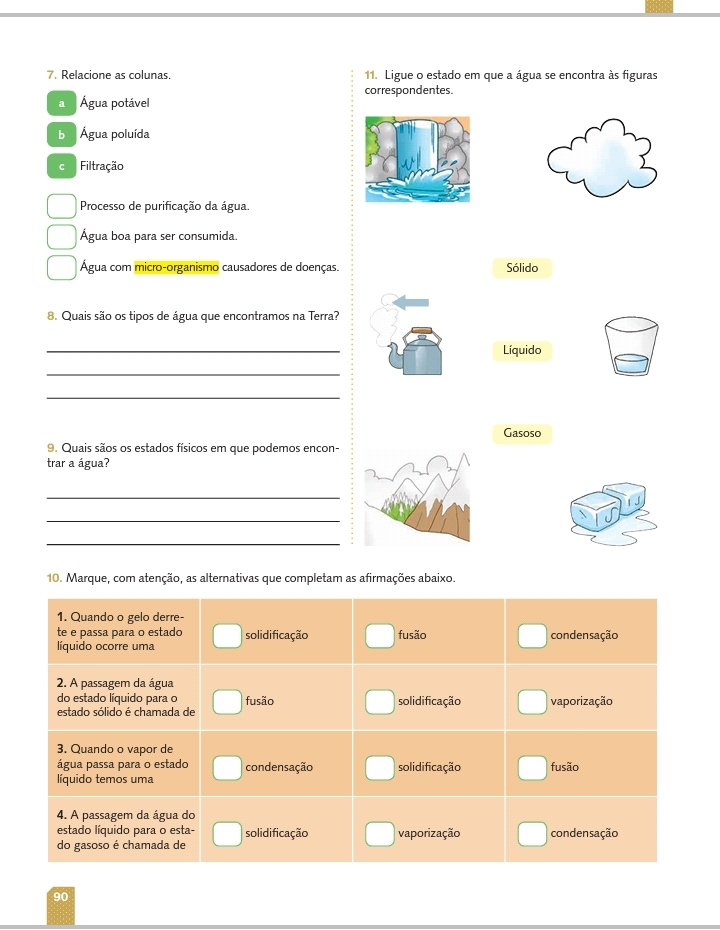 7. Relacione as colunas.
a Água potável
b Água poluída
c Filtração
Processo de purificação da água.
Água boa para ser consumida.
Água com micro-organismo causadores de doenças.
8. Quais são os tipos de água que encontramos na Terra?
9. Quais sãos os estados físicos em que podemos encon-
trar a água?
11. Ligue o estado em que a água se encontra às figuras
correspondentes.
Sólido
Líquido
Gasoso
10. Marque, com atenção, as alternativas que completam as afirmações abaixo.
1. Quando o gelo derre-
te e passa para o estado
líquido ocorre uma
solidificação
fusão
condensação
2. A passagem da água
do estado líquido para o
estado sólido é chamada de
fusão
solidificação
vaporização
3. Quando o vapor de
água passa para o estado
líquido temos uma
condensação
solidificação
fusão
4. A passagem da água do
estado líquido para o esta-
do gasoso é chamada de
solidificação
vaporização
condensação
90